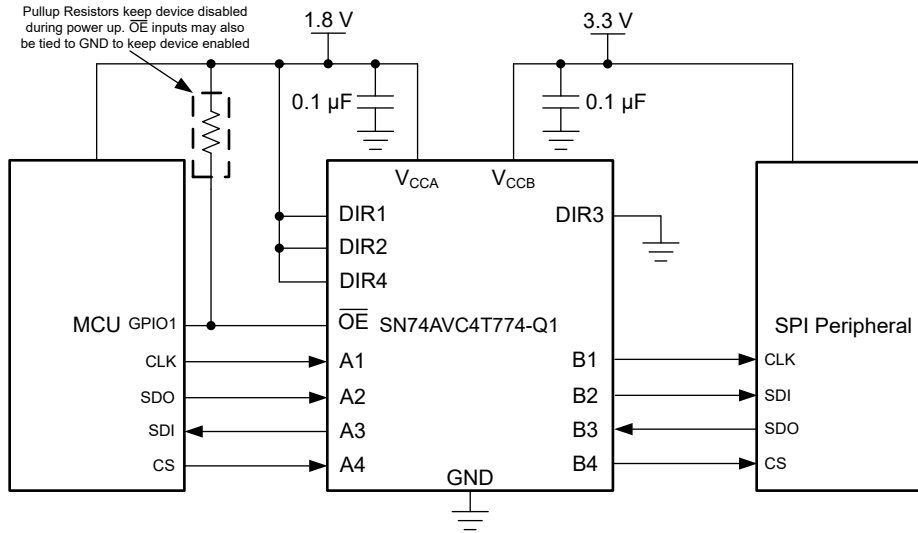 Pullup Resistors keep device disabled
during power up. O̅E̅ inputs may also
be tied to GND to keep device enabled
1.8 V
3.3 V
0.1 µF
0.1 µF
VCCA
VCCB
DIR1
DIR2
DIR4
DIR3
MCU
GPIO1
O̅E̅
SN74AVC4T774-Q1
SPI Peripheral
CLK
A1
B1
CLK
SDO
A2
B2
SDI
SDI
A3
B3
SDO
CS
A4
B4
CS
GND